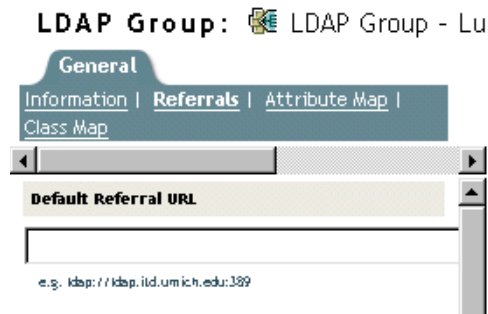 LDAP Group: LDAP Group - Lu
General
Information | Referrals | Attribute Map |
Class Map
Default Referral URL
e.g. ldap://ldap.itd.umich.edu:389